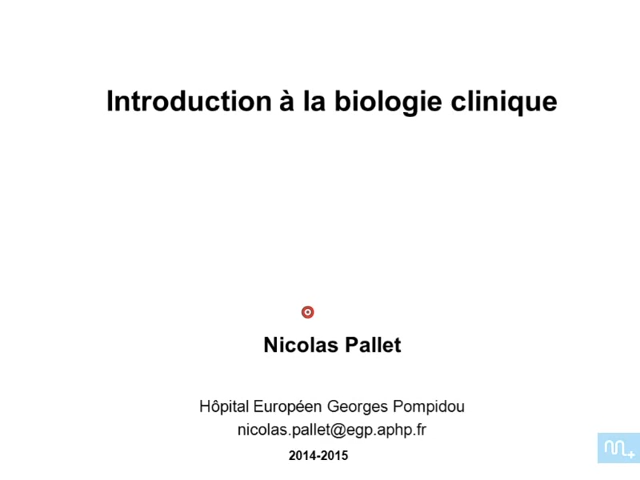 Introduction à la biologie clinique
Nicolas Pallet
Hôpital Européen Georges Pompidou
nicolas.pallet@egp.aphp.fr
2014-2015